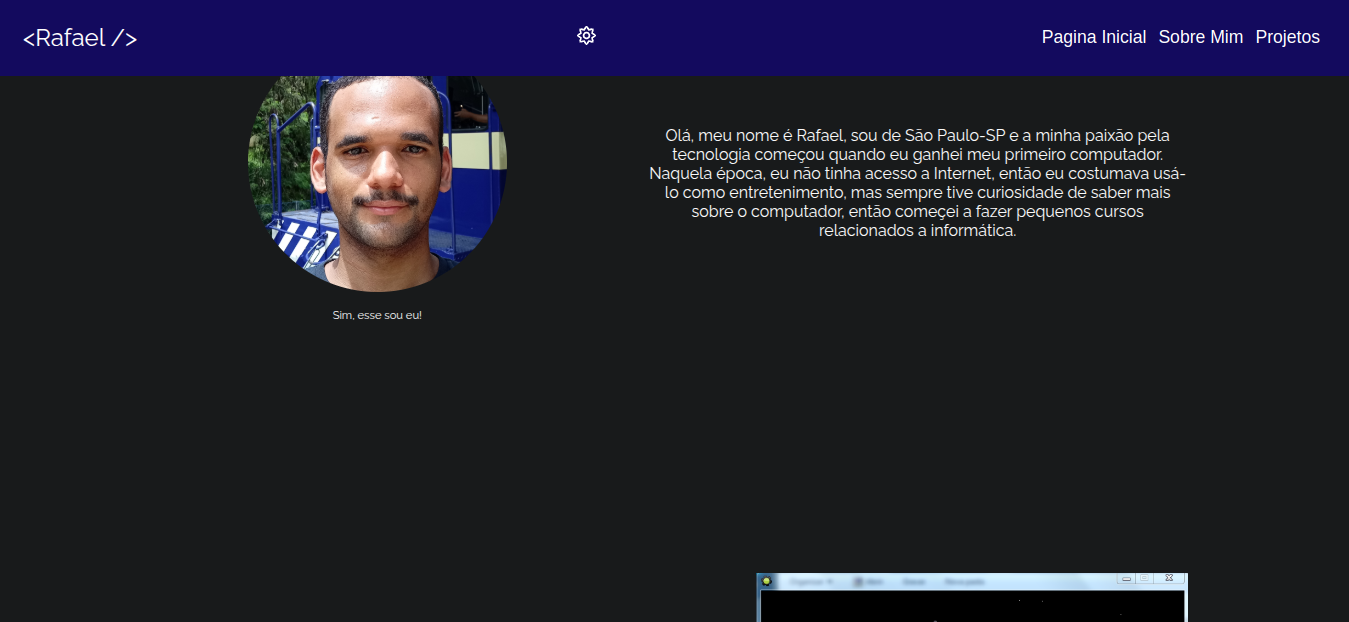 <Rafael />
Pagina Inicial Sobre Mim Projetos
Olá, meu nome é Rafael, sou de São Paulo-SP e a minha paixão pela
tecnologia começou quando eu ganhei meu primeiro computador.
Naquela época, eu não tinha acesso a Internet, então eu costumava usá-
lo como entretenimento, mas sempre tive curiosidade de saber mais
sobre o computador, então começei a fazer pequenos cursos
relacionados a informática.
Sim, esse sou eu!